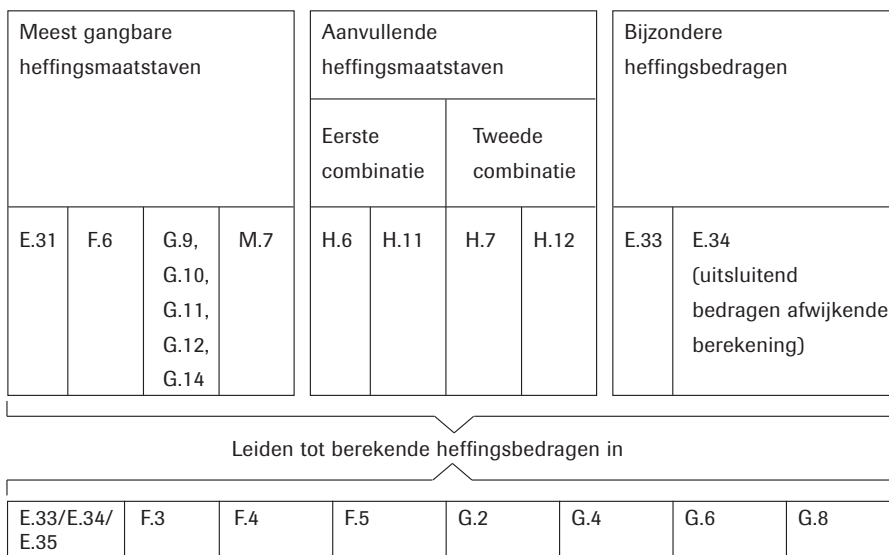 Meest gangbare
heffingsmaatstaven
Aanvullende
heffingsmaatstaven
Bijzondere
heffingsbedragen
Eerste
combinatie
Tweede
combinatie
E.31
F.6
G.9,
G.10,
G.11,
G.12,
G.14
M.7
H.6
H.11
H.7
H.12
E.33
E.34
(uitsluitend
bedragen afwijkende
berekening)
Leiden tot berekende heffingsbedragen in
E.33/E.34/
E.35
F.3
F.4
F.5
G.2
G.4
G.6
G.8